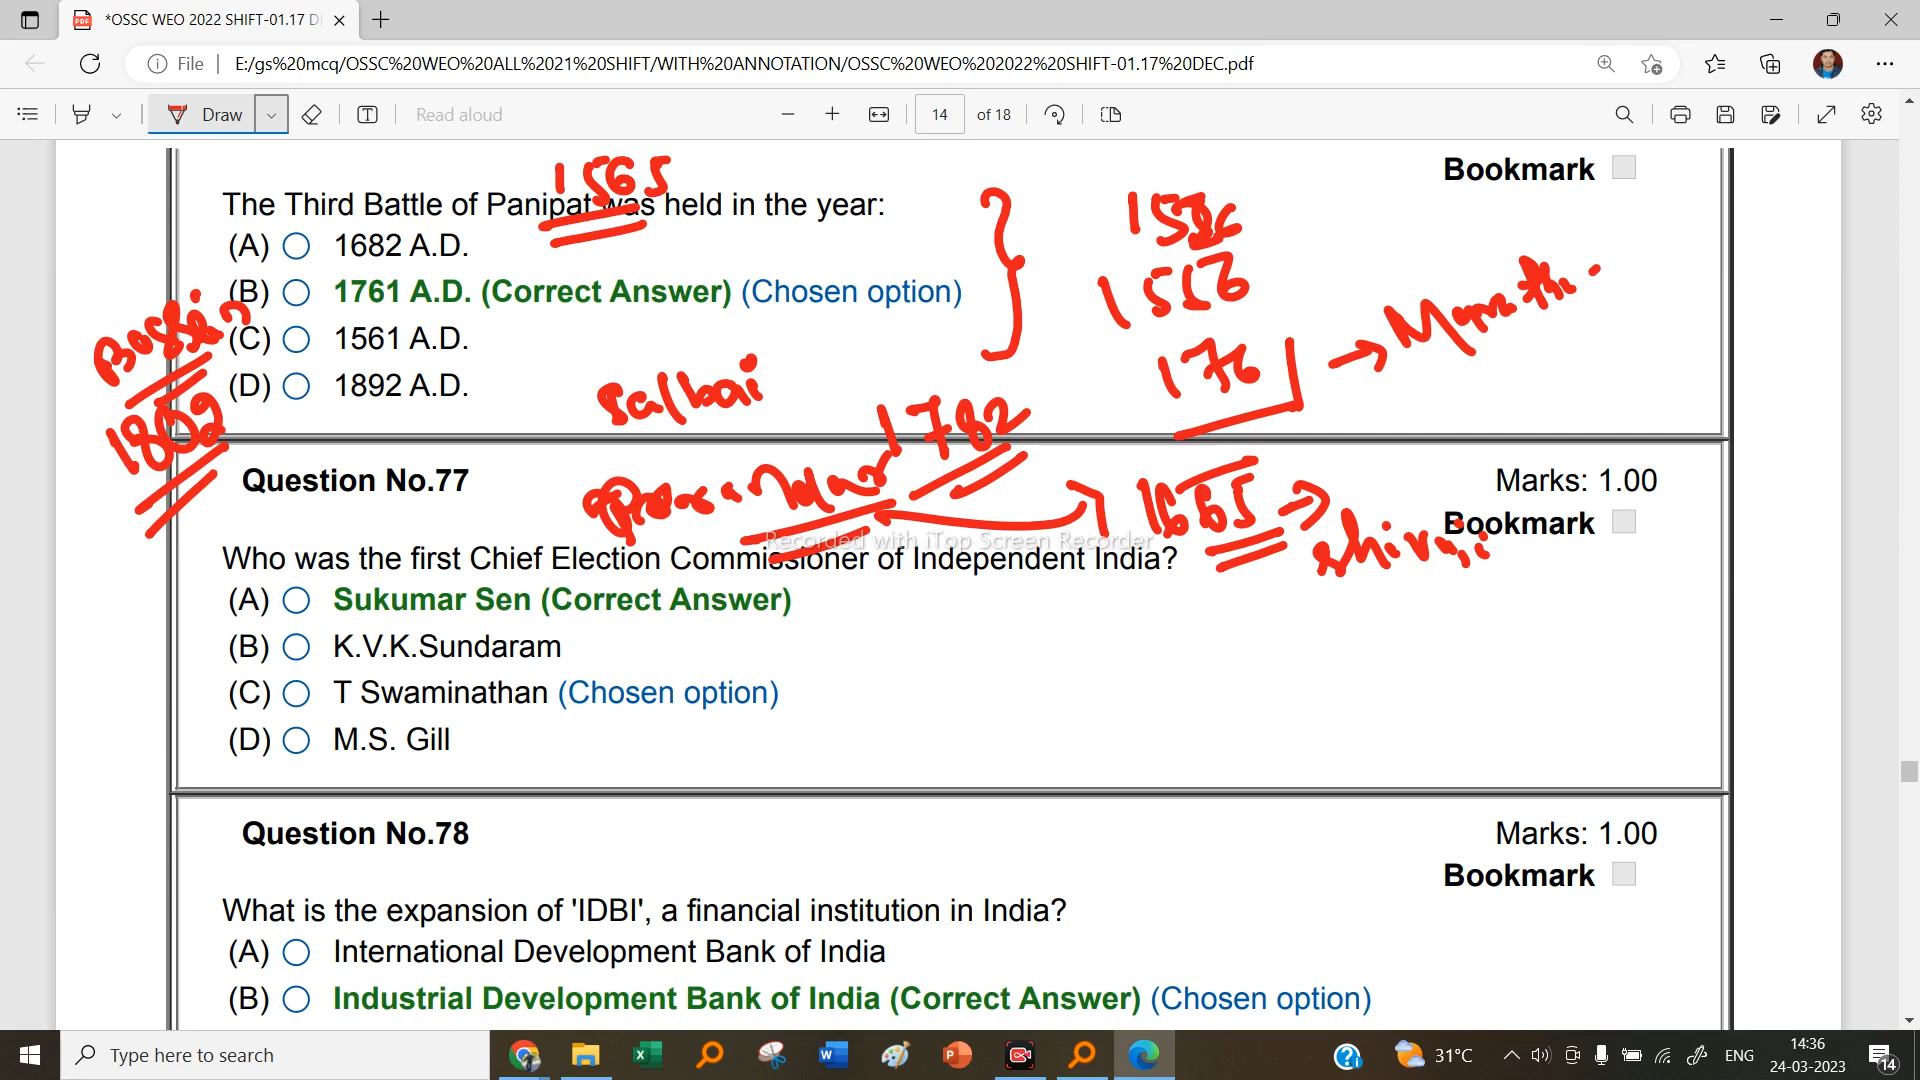 *OSSC WEO 2022 SHIFT-01.17 D
File
E:/gs%20mcq/OSSC%20WEO%20ALL%2021%20SHIFT/WITH%20ANNOTATION/OSSC%20WEO%202022%20SHIFT-01.17%20DEC.pdf
Draw
Read aloud
14 of 18
Bookmark
1565
The Third Battle of Panipat was held in the year:
(A) 1682 A.D.
(B) 1761 A.D. (Correct Answer) (Chosen option)
(C) 1561 A.D.
(D) 1892 A.D.
1556
1761
Bassein
1802
Salbai
1782
1665
Shivaji
Question No.77
Marks: 1.00
Bookmark
Recorded with iTop Screen Recorder
Who was the first Chief Election Commissioner of Independent India?
(A) Sukumar Sen (Correct Answer)
(B) K.V.K.Sundaram
(C) T Swaminathan (Chosen option)
(D) M.S. Gill
Question No.78
Marks: 1.00
Bookmark
What is the expansion of 'IDBI', a financial institution in India?
(A) International Development Bank of India
(B) Industrial Development Bank of India (Correct Answer) (Chosen option)
Type here to search
31°C
ENG
14:36
24-03-2023
14